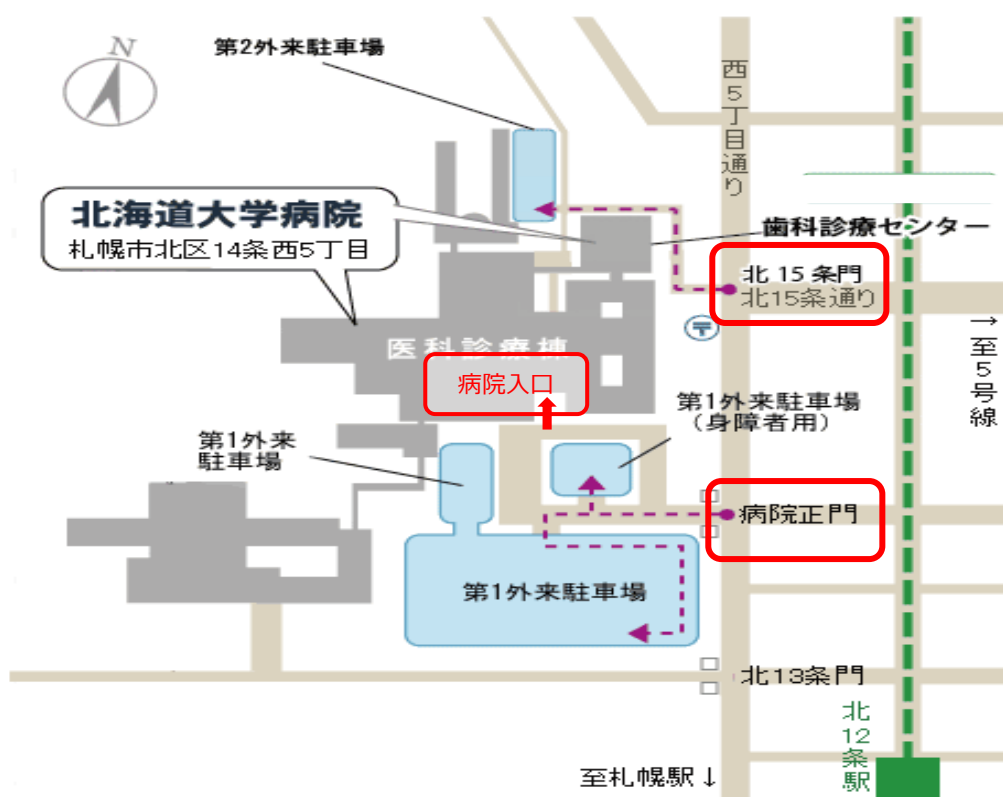 N
第2外来駐車場
西5丁目通り
北海道大学病院
札幌市北区14条西5丁目
歯科診療センター
北15条門
北15条通り
〒
→至5号線
医科診療棟
病院入口
第1外来駐車場
(身障者用)
第1外来
駐車場
病院正門
第1外来駐車場
北13条門
北12条駅
至札幌駅↓